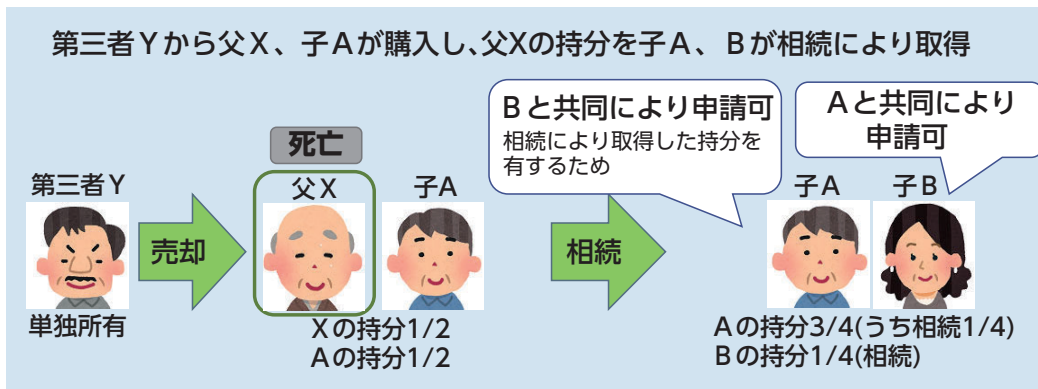 第三者Yから父X、子Aが購入し、父Xの持分を子A、Bが相続により取得
死亡
第三者Y
父X
子A
売却
単独所有
Xの持分1/2
Aの持分1/2
相続
Bと共同により申請可
相続により取得した持分を
有するため
Aと共同により
申請可
子A
子B
Aの持分3/4(うち相続1/4)
Bの持分1/4(相続)